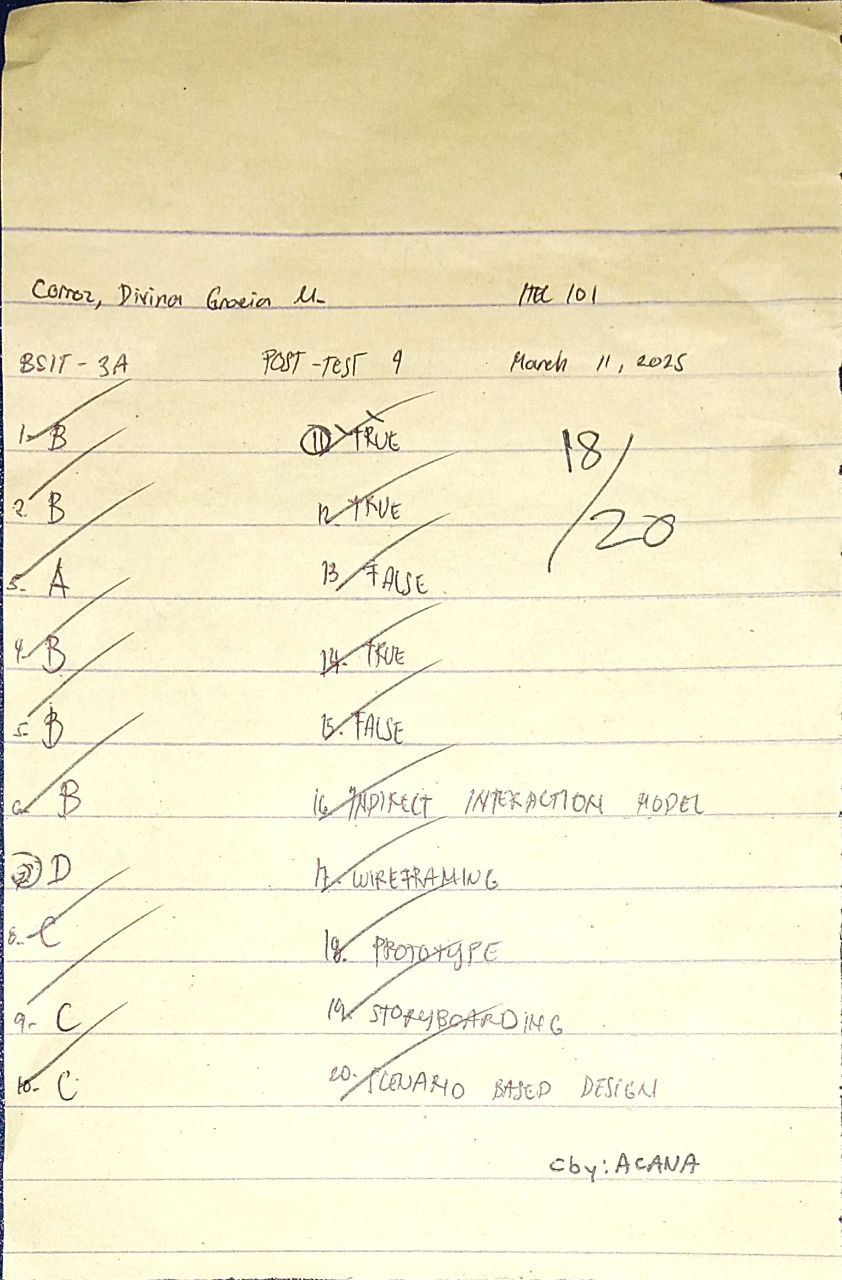 Corroz, Divina Gracia M. ITEC 101
BSIT - 3A POST-TEST 9 March 11, 2025
1. B
2. B
3. A
4. B
5. B
6. B
7. D
8. C
9. C
10. C
11 TRUE
12. TRUE
13 FALSE
14. TRUE
15. FALSE
16 INDIRECT INTERACTION MODEL
17. WIREFRAMING
18. PROTOTYPE
19. STORYBOARDING
20. SCENARIO BASED DESIGN
18/20
cby: ACANA